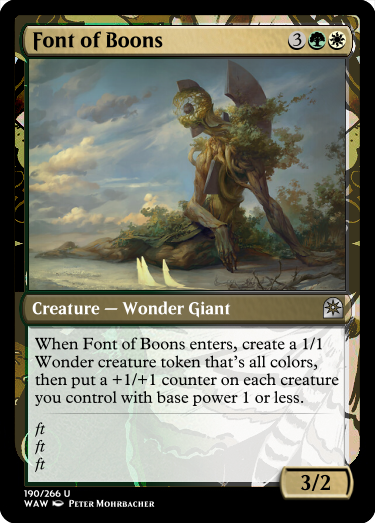 Font of Boons 3
Creature — Wonder Giant
When Font of Boons enters, create a 1/1
Wonder creature token that's all colors,
then put a +1/+1 counter on each creature
you control with base power 1 or less.
ft
ft
ft
3/2
190/266 U
WAW Peter Mohrbacher